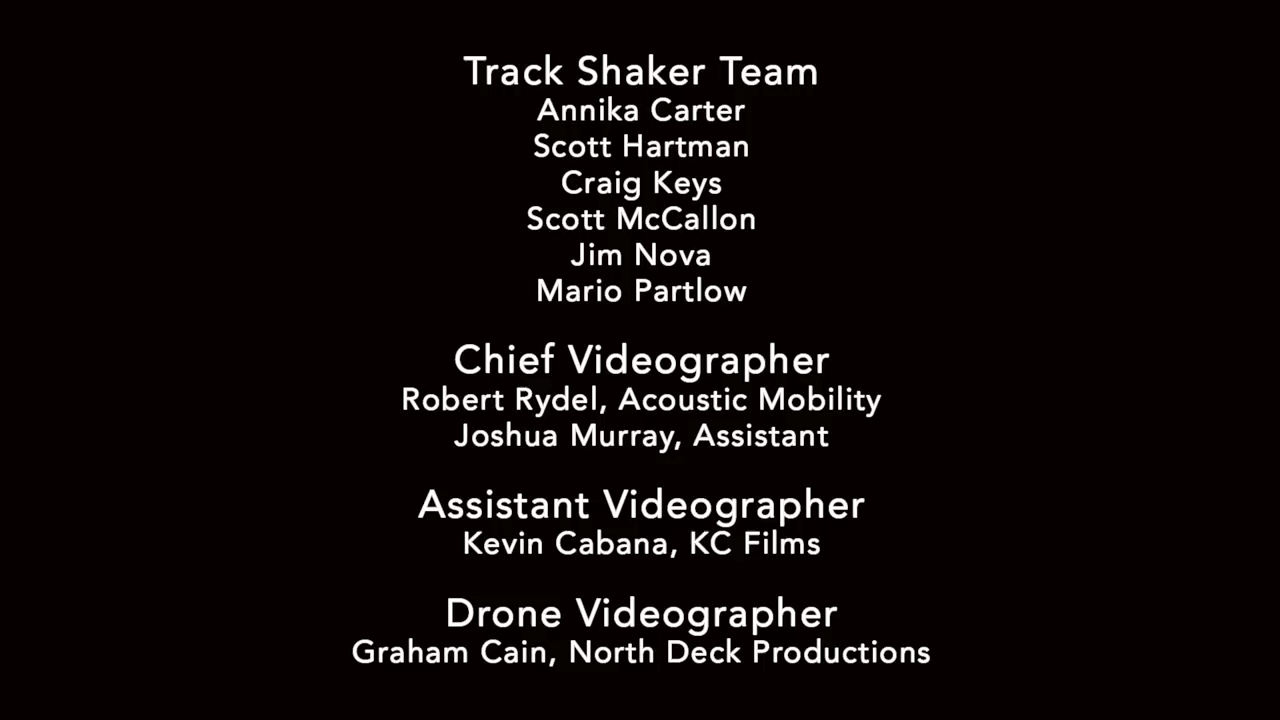 Track Shaker Team
Annika Carter
Scott Hartman
Craig Keys
Scott McCallon
Jim Nova
Mario Partlow
Chief Videographer
Robert Rydel, Acoustic Mobility
Joshua Murray, Assistant
Assistant Videographer
Kevin Cabana, KC Films
Drone Videographer
Graham Cain, North Deck Productions